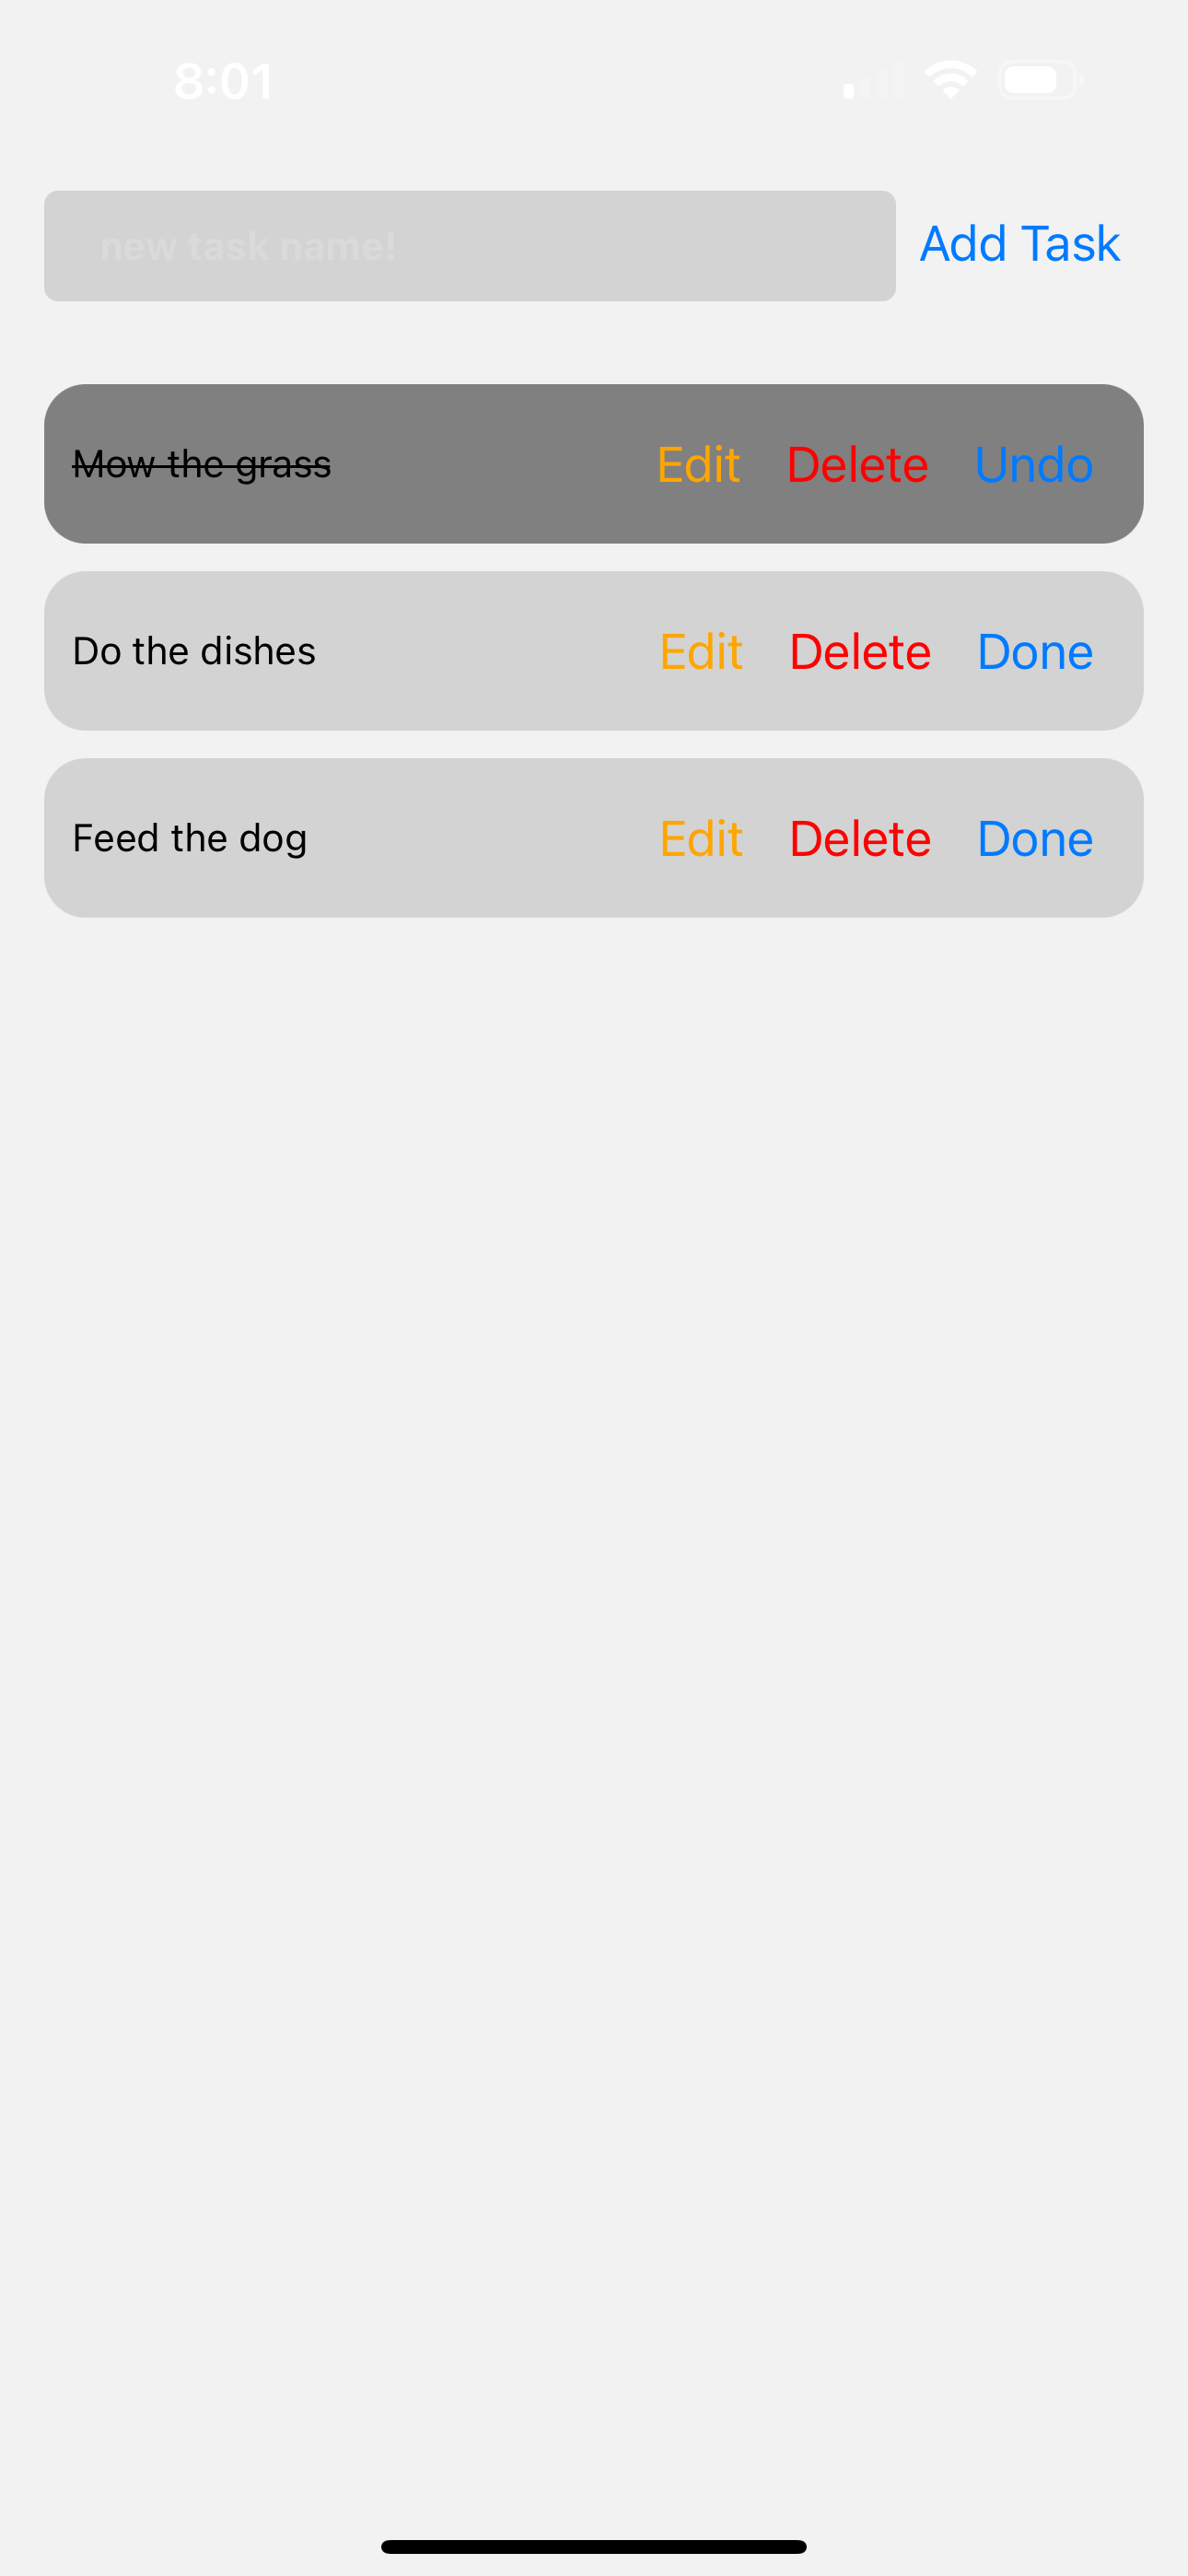 8:01
new task name! Add Task
Mow the grass Edit Delete Undo
Do the dishes Edit Delete Done
Feed the dog Edit Delete Done